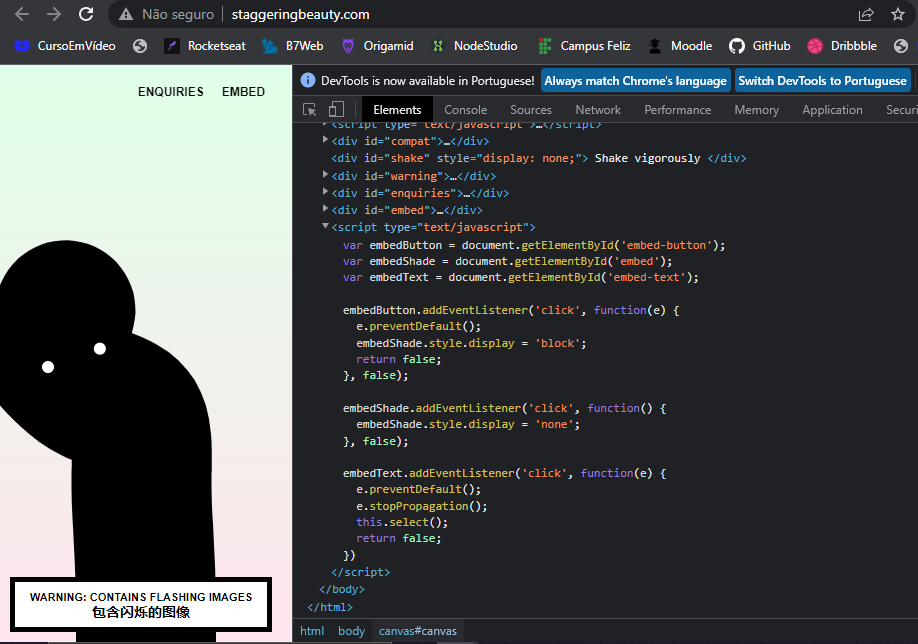 Não seguro
staggeringbeauty.com
CursoEmVídeo
Rocketseat
B7Web
Origamid
NodeStudio
Campus Feliz
Moodle
GitHub
Dribbble
ENQUIRIES EMBED
WARNING: CONTAINS FLASHING IMAGES
包含闪烁的图像
DevTools is now available in Portuguese! Always match Chrome's language Switch DevTools to Portuguese
Elements Console Sources Network Performance Memory Application Securi
<script type="text/javascript">…</script>
<div id="compat">…</div>
<div id="shake" style="display: none;"> Shake vigorously </div>
<div id="warning">…</div>
<div id="enquiries">…</div>
<div id="embed">…</div>
<script type="text/javascript">
var embedButton = document.getElementById('embed-button');
var embedShade = document.getElementById('embed');
var embedText = document.getElementById('embed-text');
embedButton.addEventListener('click', function(e) {
e.preventDefault();
embedShade.style.display = 'block';
return false;
}, false);
embedShade.addEventListener('click', function() {
embedShade.style.display = 'none';
}, false);
embedText.addEventListener('click', function(e) {
e.preventDefault();
e.stopPropagation();
this.select();
return false;
})
</script>
</body>
</html>
html body canvas#canvas